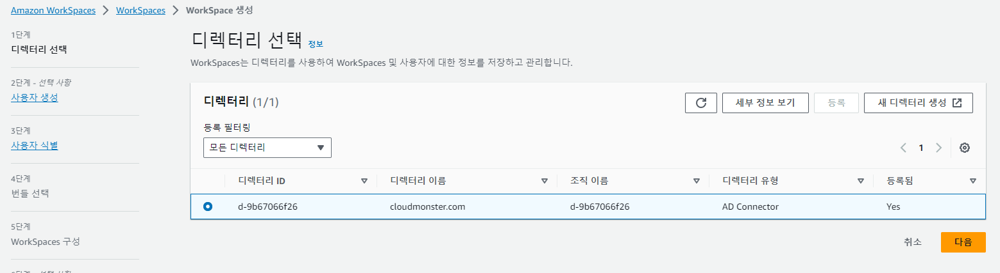 Amazon WorkSpaces > WorkSpaces > WorkSpace 생성
1단계
디렉터리 선택
2단계 - 선택 사항
사용자 생성
3단계
사용자 식별
4단계
번들 선택
5단계
WorkSpaces 구성
디렉터리 선택 정보
WorkSpaces는 디렉터리를 사용하여 WorkSpaces 및 사용자에 대한 정보를 저장하고 관리합니다.
디렉터리 (1/1)
세부 정보 보기 등록 새 디렉터리 생성
등록 필터링
모든 디렉터리
1
디렉터리 ID 디렉터리 이름 조직 이름 디렉터리 유형 등록됨
d-9b67066f26 cloudmonster.com d-9b67066f26 AD Connector Yes
취소 다음